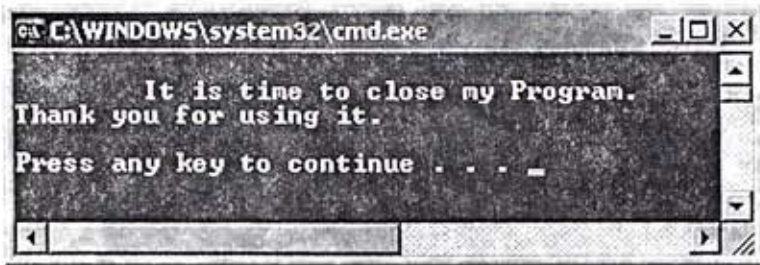 C:\WINDOWS\system32\cmd.exe
It is time to close my Program.
Thank you for using it.
Press any key to continue . . . _